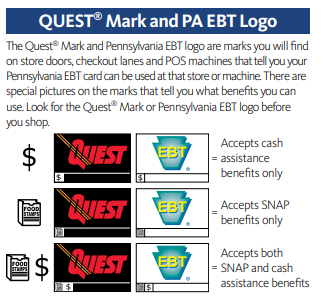 QUEST® Mark and PA EBT Logo
The Quest® Mark and Pennsylvania EBT logo are marks you will find
on store doors, checkout lanes and POS machines that tell you your
Pennsylvania EBT card can be used at that store or machine. There are
special pictures on the marks that tell you what benefits you can
use. Look for the Quest® Mark or Pennsylvania EBT logo before
you shop.
$ QUEST $ EBT $ = Accepts cash
assistance
benefits only
FOOD STAMPS QUEST EBT = Accepts SNAP
benefits only
FOOD STAMPS $ QUEST $ EBT $ = Accepts both
SNAP and cash
assistance benefits